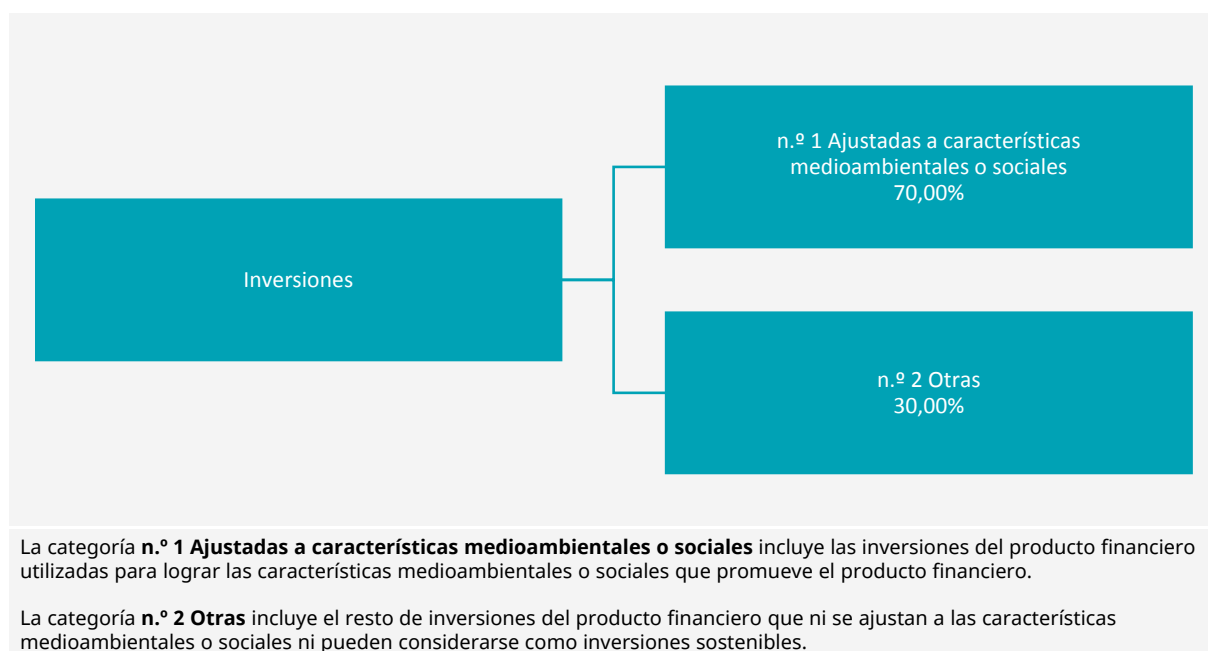 n.º 1 Ajustadas a características
medioambientales o sociales
70,00%
Inversiones
n.º 2 Otras
30,00%
La categoría n.º 1 Ajustadas a características medioambientales o sociales incluye las inversiones del producto financiero
utilizadas para lograr las características medioambientales o sociales que promueve el producto financiero.
La categoría n.º 2 Otras incluye el resto de inversiones del producto financiero que ni se ajustan a las características
medioambientales o sociales ni pueden considerarse como inversiones sostenibles.